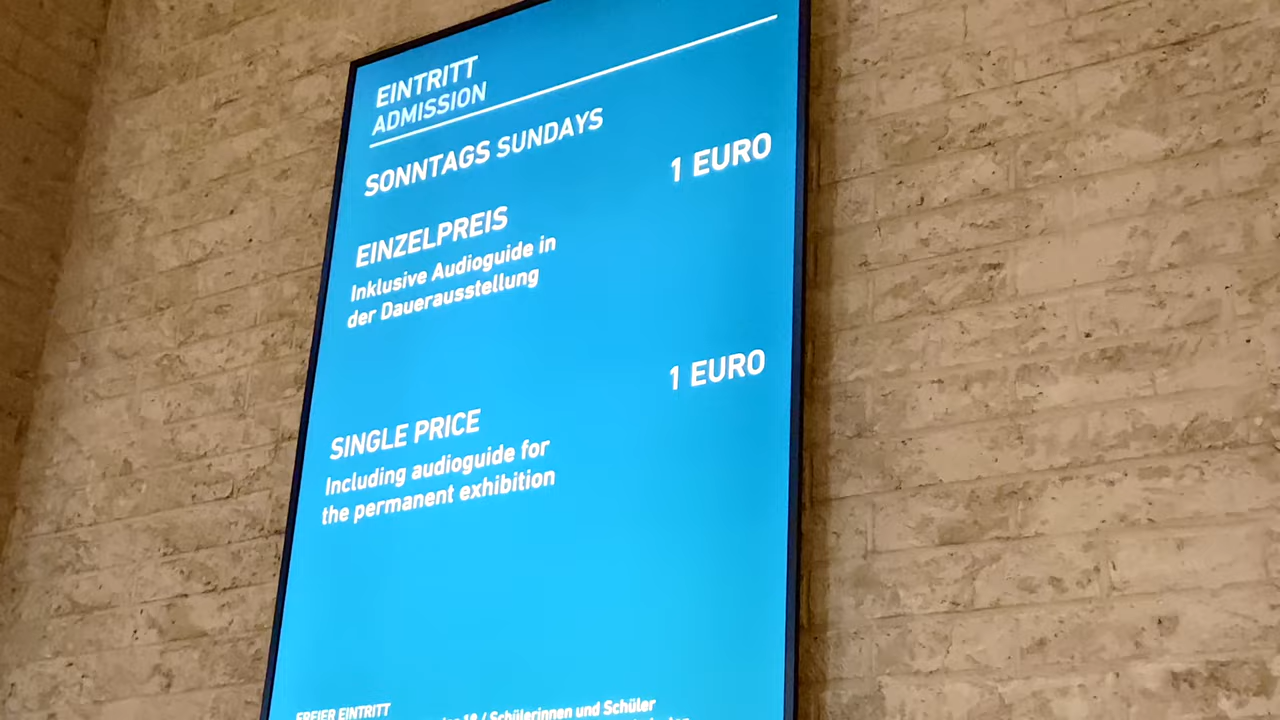 EINTRITT
ADMISSION
SONNTAGS SUNDAYS
1 EURO
EINZELPREIS
Inklusive Audioguide in
der Dauerausstellung
1 EURO
SINGLE PRICE
Including audioguide for
the permanent exhibition
FREIER EINTRITT
18 / Schülerinnen und Schüler